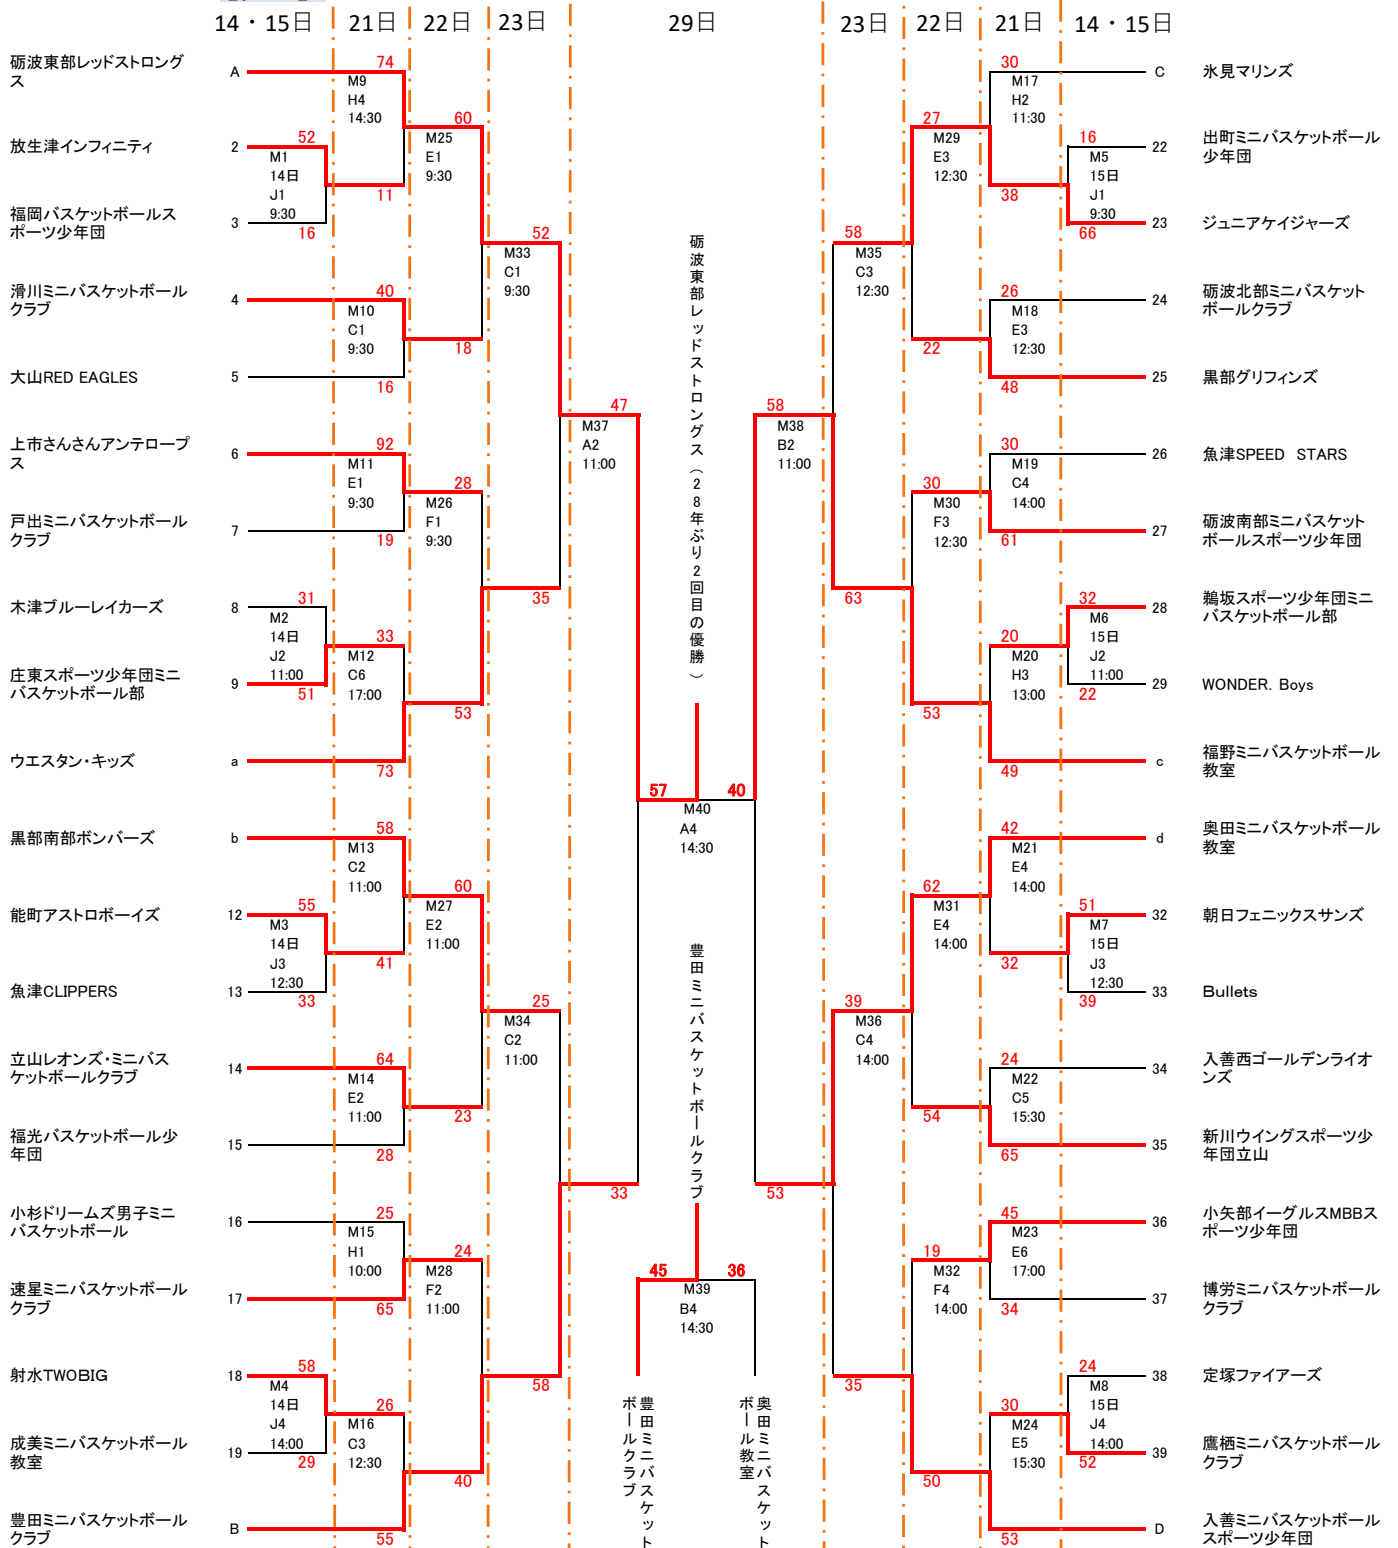 14・15日
21日
22日
23日
29日
23日
22日
21日
14・15日
砺波東部レッドストロング
ス
A
放生津インフィニティ
2
福岡バスケットボールス
ポーツ少年団
3
滑川ミニバスケットボール
クラブ
4
大山RED EAGLES
5
上市さんさんアンテロープ
ス
6
戸出ミニバスケットボール
クラブ
7
木津ブルーレイカーズ
8
庄東スポーツ少年団ミニ
バスケットボール部
9
ウエスタン・キッズ
a
黒部南部ボンバーズ
b
能町アストロボーイズ
12
魚津CLIPPERS
13
立山レオンズ・ミニバス
ケットボールクラブ
14
福光バスケットボール少
年団
15
小杉ドリームズ男子ミニ
バスケットボール
16
速星ミニバスケットボール
クラブ
17
射水TWOBIG
18
成美ミニバスケットボール
教室
19
豊田ミニバスケットボール
クラブ
B
52
M1
14日
J1
9:30
16
31
M2
14日
J2
11:00
51
55
M3
14日
J3
12:30
33
58
M4
14日
J4
14:00
29
74
M9
H4
14:30
11
40
M10
C1
9:30
16
92
M11
E1
9:30
19
33
M12
C6
17:00
73
58
M13
C2
11:00
41
64
M14
E2
11:00
28
25
M15
H1
10:00
65
26
M16
C3
12:30
55
60
M25
E1
9:30
18
28
M26
F1
9:30
53
60
M27
E2
11:00
23
24
M28
F2
11:00
40
52
M33
C1
9:30
35
25
M34
C2
11:00
58
47
M37
A2
11:00
33
砺波東部レッドストロングス（28年ぶり2回目の優勝）
57
40
M40
A4
14:30
豊田ミニバスケットボールクラブ
45
36
M39
B4
14:30
豊田ミニバスケット
ボールクラブ
奥田ミニバスケット
ボール教室
58
M38
B2
11:00
53
58
M35
C3
12:30
63
39
M36
C4
14:00
35
27
M29
E3
12:30
22
30
M30
F3
12:30
53
62
M31
E4
14:00
54
19
M32
F4
14:00
50
30
M17
H2
11:30
38
26
M18
E3
12:30
48
30
M19
C4
14:00
61
20
M20
H3
13:00
49
42
M21
E4
14:00
32
24
M22
C5
15:30
65
45
M23
E6
17:00
34
30
M24
E5
15:30
53
16
M5
15日
J1
9:30
66
32
M6
15日
J2
11:00
22
51
M7
15日
J3
12:30
39
24
M8
15日
J4
14:00
52
C
氷見マリンズ
22
出町ミニバスケットボール
少年団
23
ジュニアケイジャーズ
24
砺波北部ミニバスケット
ボールクラブ
25
黒部グリフィンズ
26
魚津SPEED　STARS
27
砺波南部ミニバスケット
ボールスポーツ少年団
28
鵜坂スポーツ少年団ミニ
バスケットボール部
29
WONDER. Boys
c
福野ミニバスケットボール
教室
d
奥田ミニバスケットボール
教室
32
朝日フェニックスサンズ
33
Bullets
34
入善西ゴールデンライオ
ンズ
35
新川ウイングスポーツ少
年団立山
36
小矢部イーグルスMBBス
ポーツ少年団
37
博労ミニバスケットボール
クラブ
38
定塚ファイアーズ
39
鷹栖ミニバスケットボール
クラブ
D
入善ミニバスケットボール
スポーツ少年団